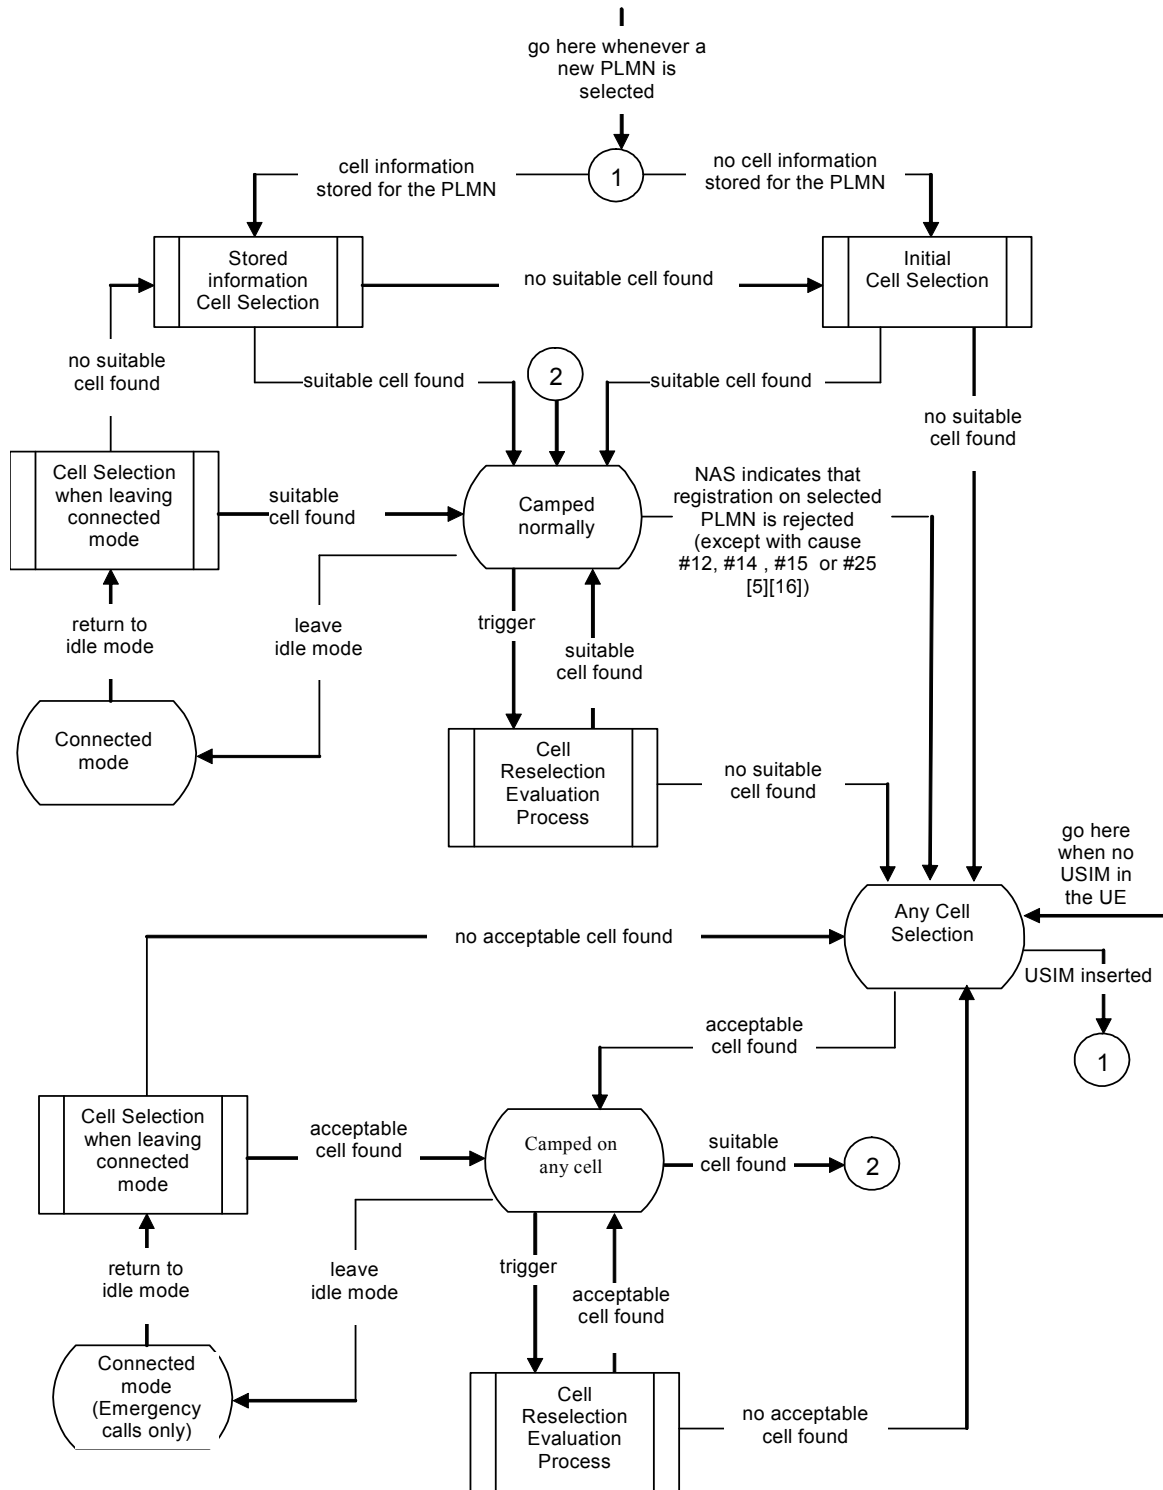 go here whenever a
new PLMN is
selected
cell information
stored for the PLMN
1
no cell information
stored for the PLMN
Stored
information
Cell Selection
no suitable cell found
Initial
Cell Selection
no suitable
cell found
suitable cell found
2
suitable cell found
no suitable
cell found
Cell Selection
when leaving
connected
mode
suitable
cell found
Camped
normally
NAS indicates that
registration on selected
PLMN is rejected
(except with cause
#12, #14 , #15 or #25
[5][16])
return to
idle mode
leave
idle mode
trigger
suitable
cell found
Connected
mode
Cell
Reselection
Evaluation
Process
no suitable
cell found
go here
when no
USIM in
the UE
Any Cell
Selection
no acceptable cell found
USIM inserted
acceptable
cell found
1
Cell Selection
when leaving
connected
mode
acceptable
cell found
Camped on
any cell
suitable
cell found
2
return to
idle mode
leave
idle mode
trigger
acceptable
cell found
Connected
mode
(Emergency
calls only)
Cell
Reselection
Evaluation
Process
no acceptable
cell found